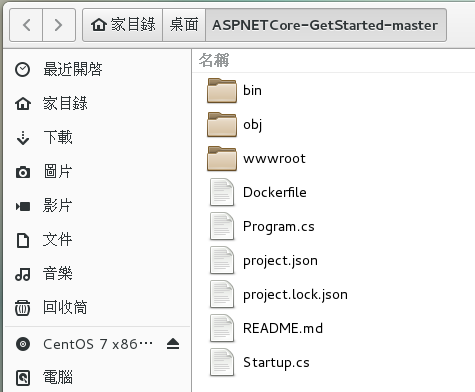 家目錄 桌面 ASPNETCore-GetStarted-master
最近開啓
家目錄
下載
圖片
影片
文件
音樂
回收筒
CentOS 7 x86…
電腦
名稱
bin
obj
wwwroot
Dockerfile
Program.cs
project.json
project.lock.json
README.md
Startup.cs